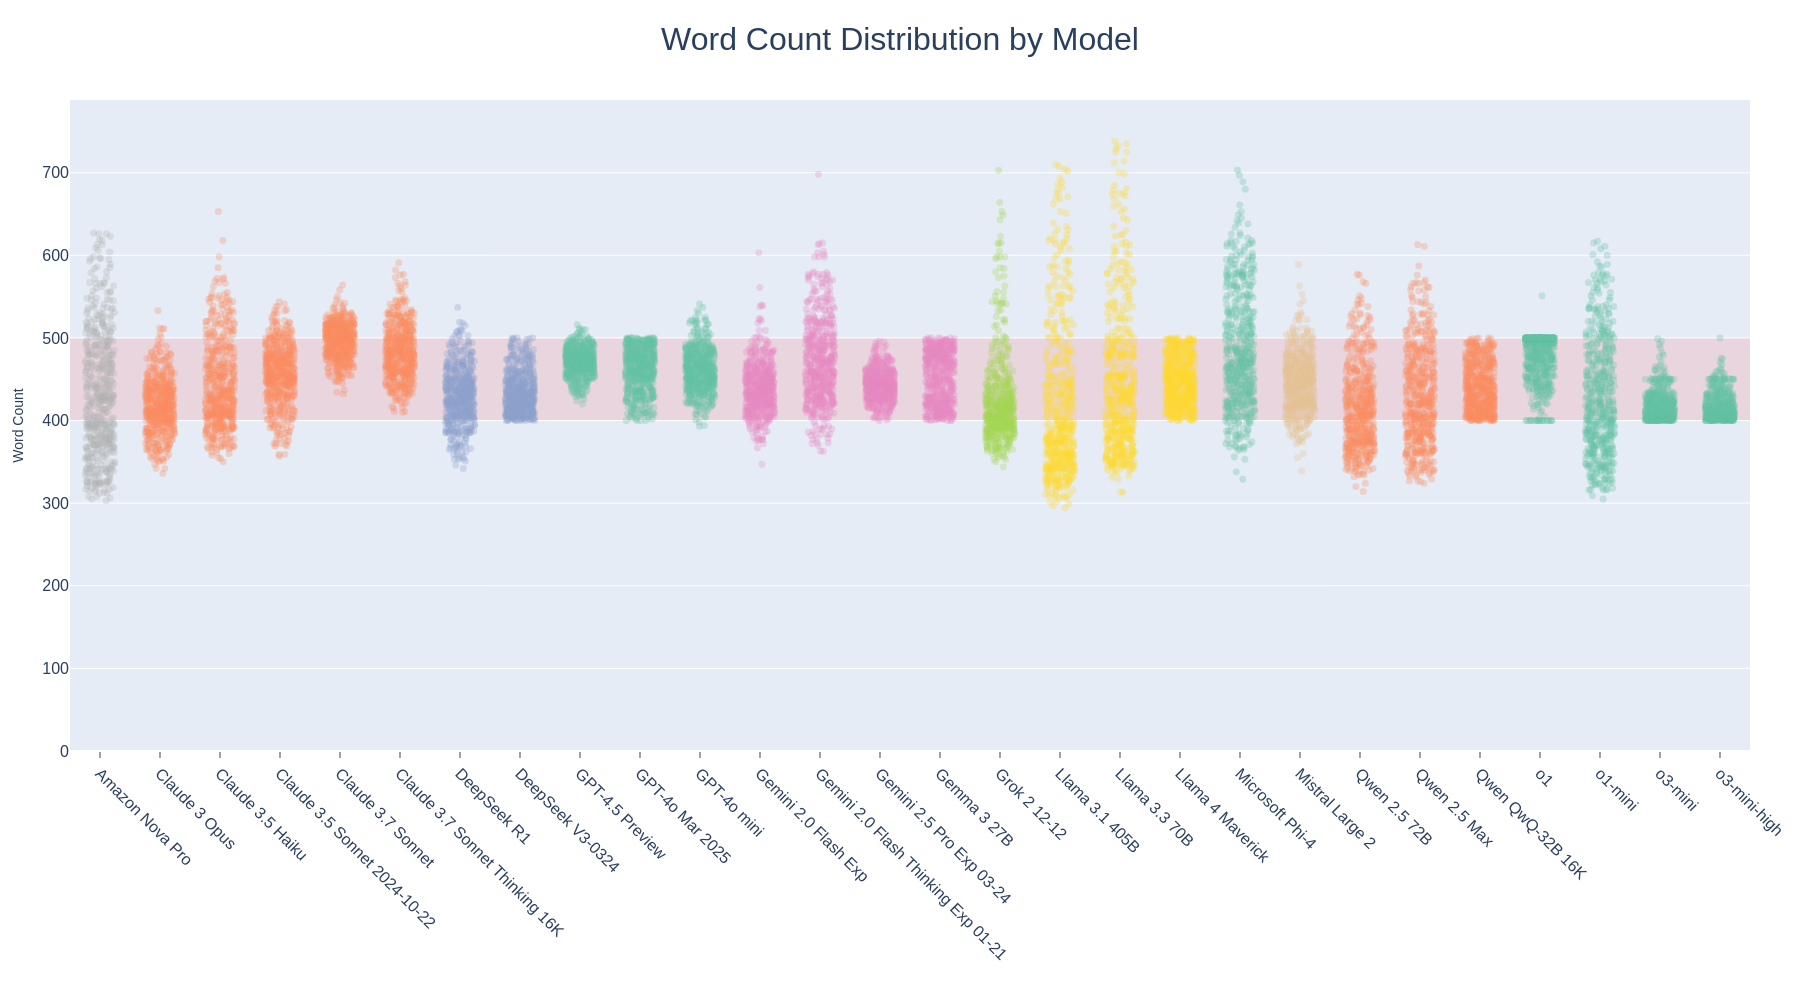 Word Count Distribution by Model
Word Count
700
600
500
400
300
200
100
0
Amazon Nova Pro
Claude 3 Opus
Claude 3.5 Haiku
Claude 3.5 Sonnet 2024-10-22
Claude 3.7 Sonnet
Claude 3.7 Sonnet Thinking 16K
DeepSeek R1
DeepSeek V3-0324
GPT-4.5 Preview
GPT-4o Mar 2025
GPT-4o mini
Gemini 2.0 Flash Exp
Gemini 2.0 Flash Thinking Exp 01-21
Gemini 2.5 Pro Exp 03-24
Gemma 3 27B
Grok 2 12-12
Llama 3.1 405B
Llama 3.3 70B
Llama 4 Maverick
Microsoft Phi-4
Mistral Large 2
Qwen 2.5 72B
Qwen 2.5 Max
Qwen QwQ-32B 16K
o1
o1-mini
o3-mini
o3-mini-high